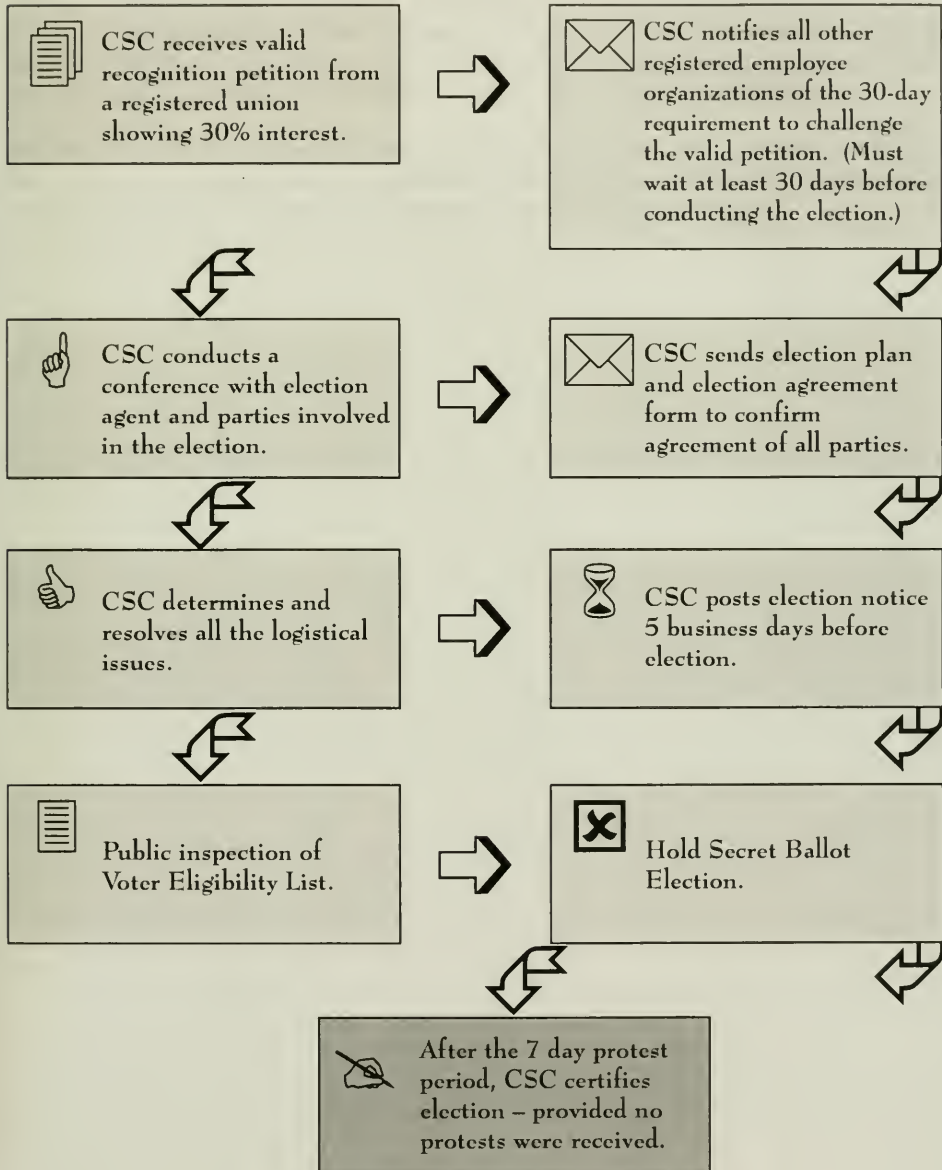 CSC receives valid
recognition petition from
a registered union
showing 30% interest.
CSC notifies all other
registered employee
organizations of the 30-day
requirement to challenge
the valid petition. (Must
wait at least 30 days before
conducting the election.)
CSC conducts a
conference with election
agent and parties involved
in the election.
CSC sends election plan
and election agreement
form to confirm
agreement of all parties.
CSC determines and
resolves all the logistical
issues.
CSC posts election notice
5 business days before
election.
Public inspection of
Voter Eligibility List.
Hold Secret Ballot
Election.
After the 7 day protest
period, CSC certifies
election – provided no
protests were received.